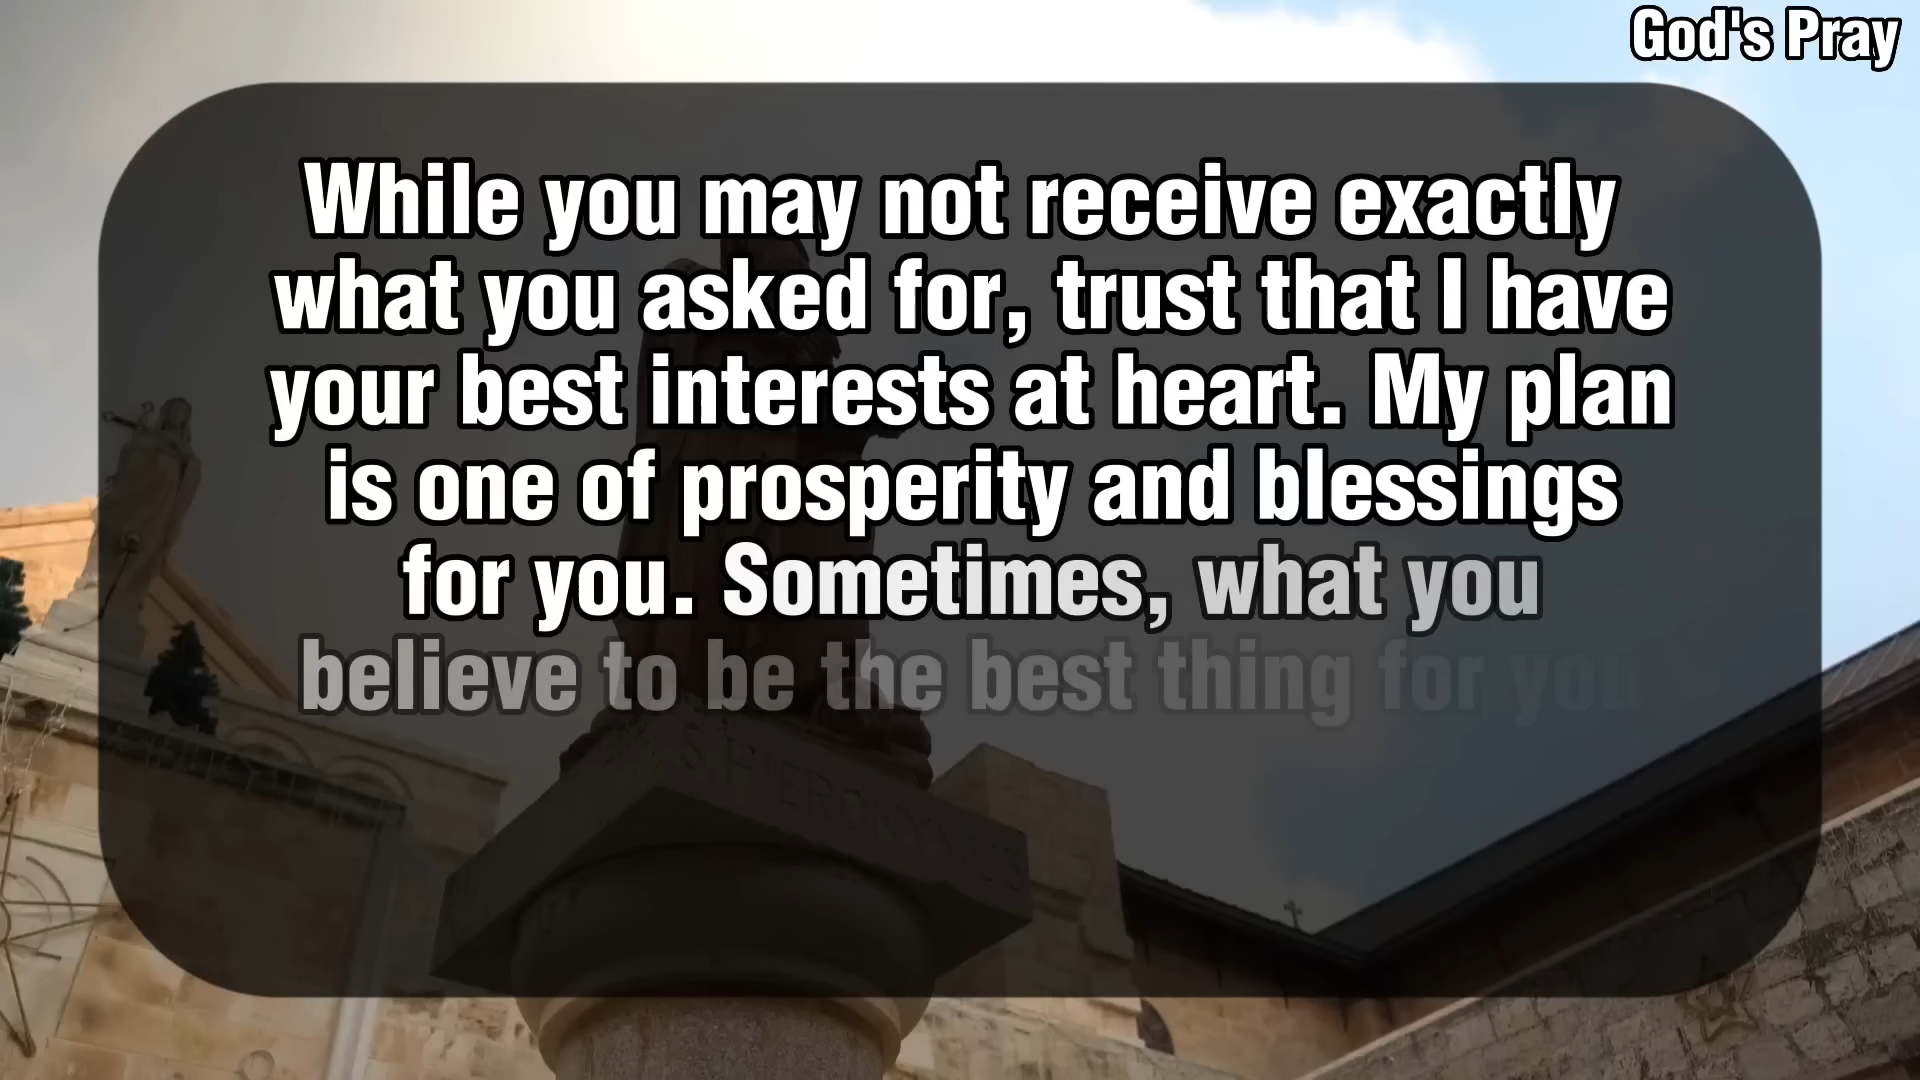 God's Pray
While you may not receive exactly
what you asked for, trust that I have
your best interests at heart. My plan
is one of prosperity and blessings
for you. Sometimes, what you
believe to be the best thing for you
S. HIERONYMUS